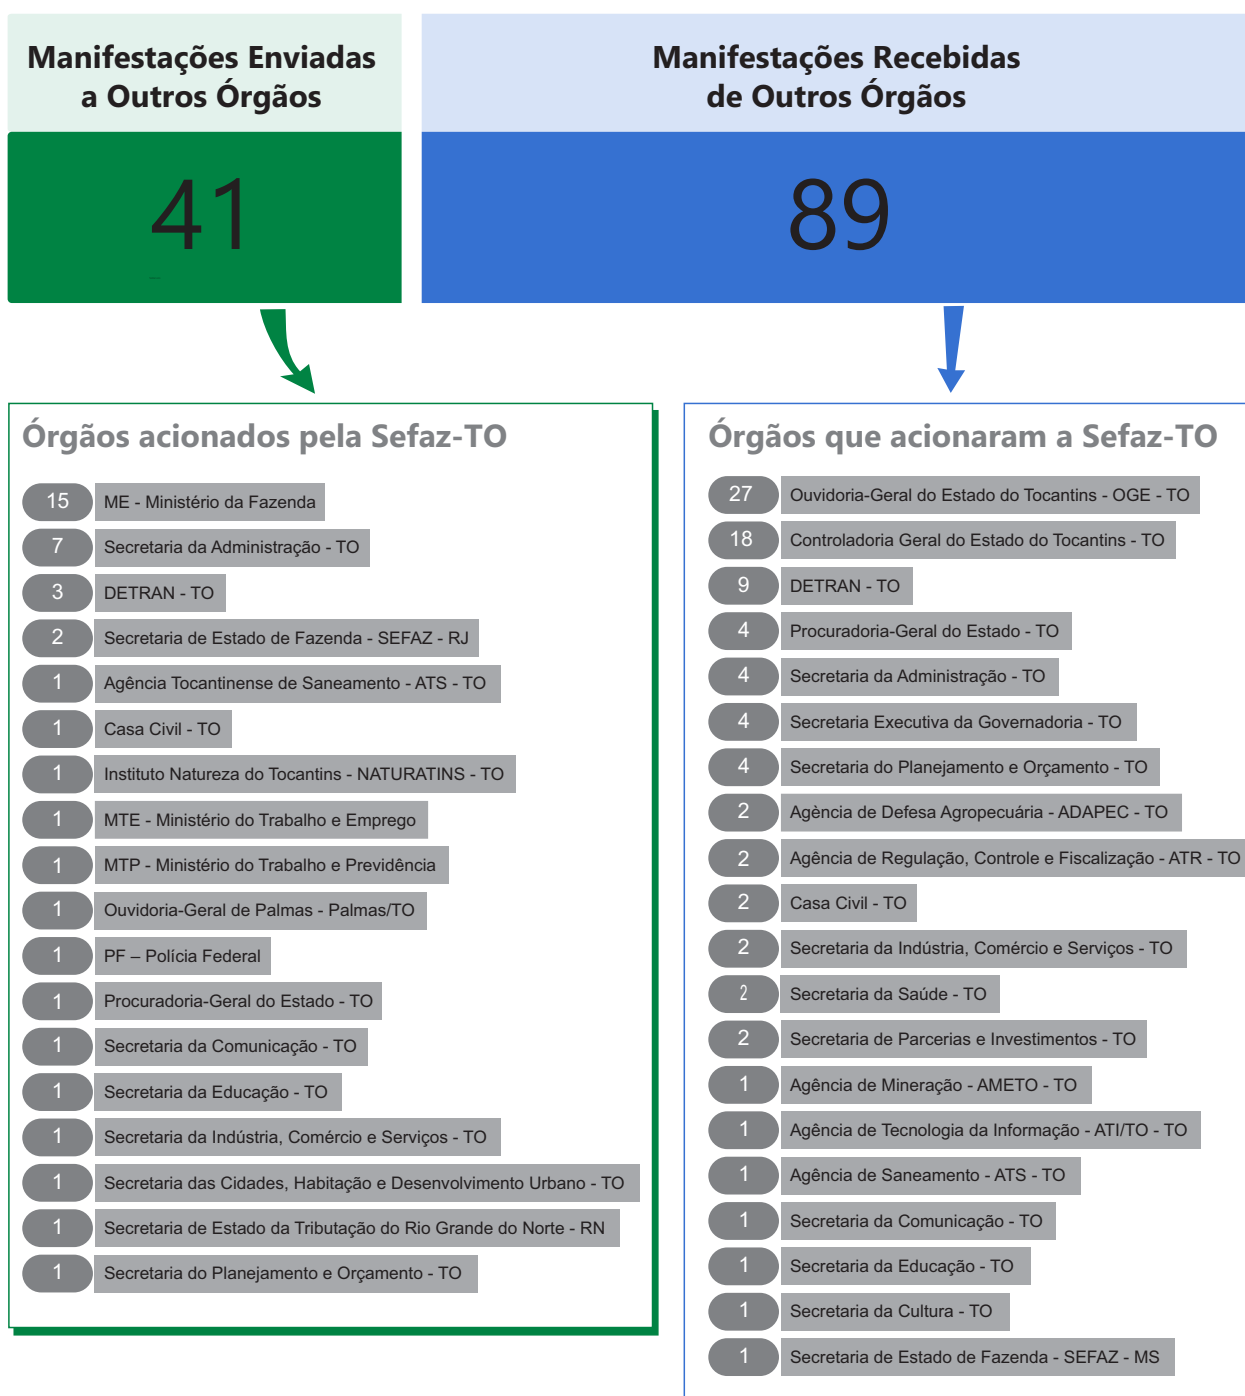 Manifestações Enviadas
a Outros Órgãos
41
Manifestações Recebidas
de Outros Órgãos
89
Órgãos acionados pela Sefaz-TO
15 ME - Ministério da Fazenda
7 Secretaria da Administração - TO
3 DETRAN - TO
2 Secretaria de Estado de Fazenda - SEFAZ - RJ
1 Agência Tocantinense de Saneamento - ATS - TO
1 Casa Civil - TO
1 Instituto Natureza do Tocantins - NATURATINS - TO
1 MTE - Ministério do Trabalho e Emprego
1 MTP - Ministério do Trabalho e Previdência
1 Ouvidoria-Geral de Palmas - Palmas/TO
1 PF – Polícia Federal
1 Procuradoria-Geral do Estado - TO
1 Secretaria da Comunicação - TO
1 Secretaria da Educação - TO
1 Secretaria da Indústria, Comércio e Serviços - TO
1 Secretaria das Cidades, Habitação e Desenvolvimento Urbano - TO
1 Secretaria de Estado da Tributação do Rio Grande do Norte - RN
1 Secretaria do Planejamento e Orçamento - TO
Órgãos que acionaram a Sefaz-TO
27 Ouvidoria-Geral do Estado do Tocantins - OGE - TO
18 Controladoria Geral do Estado do Tocantins - TO
9 DETRAN - TO
4 Procuradoria-Geral do Estado - TO
4 Secretaria da Administração - TO
4 Secretaria Executiva da Governadoria - TO
4 Secretaria do Planejamento e Orçamento - TO
2 Agència de Defesa Agropecuária - ADAPEC - TO
2 Agência de Regulação, Controle e Fiscalização - ATR - TO
2 Casa Civil - TO
2 Secretaria da Indústria, Comércio e Serviços - TO
2 Secretaria da Saúde - TO
2 Secretaria de Parcerias e Investimentos - TO
1 Agência de Mineração - AMETO - TO
1 Agência de Tecnologia da Informação - ATI/TO - TO
1 Agência de Saneamento - ATS - TO
1 Secretaria da Comunicação - TO
1 Secretaria da Educação - TO
1 Secretaria da Cultura - TO
1 Secretaria de Estado de Fazenda - SEFAZ - MS